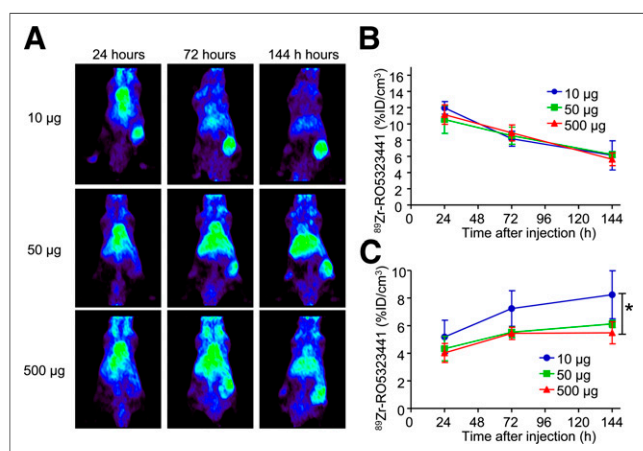 A
24 hours 72 hours 144 h hours
10 µg
50 µg
500 µg
B
89Zr-RO5323441 (%ID/cm³)
16
14
12
10
8
6
4
2
0
10 µg
50 µg
500 µg
0 24 48 72 96 120 144
Time after injection (h)
C
89Zr-RO5323441 (%ID/cm³)
10
8
6
4
2
0
*
10 µg
50 µg
500 µg
0 24 48 72 96 120 144
Time after injection (h)